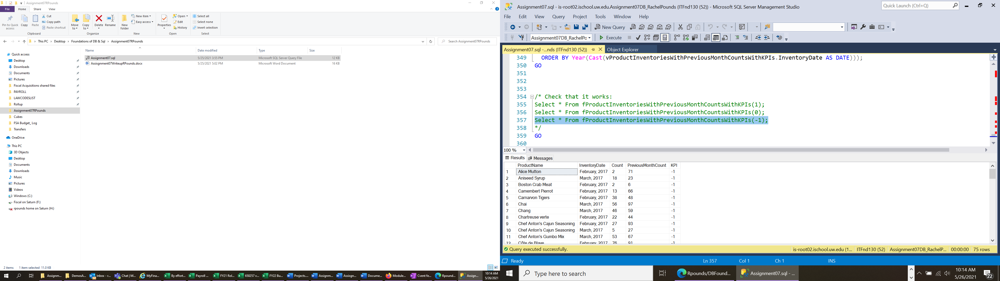 Assignment07RPounds
File Home Share View
Pin to Quick access
Copy
Paste
Cut
Copy path
Paste shortcut
Clipboard
Move to
Copy to
Delete
Rename
Organize
New folder
New item
Easy access
New
Properties
Open
Edit
History
Open
Select all
Select none
Invert selection
Select
This PC > Desktop > Foundations of DB & Sql > Assignment07RPounds
Search Assignment07RPounds
Name Date modified Type Size
Assignment07.sql 5/25/2021 3:55 PM Microsoft SQL Server Query File 12 KB
Assisgnment07WriteupRPounds.docx 5/25/2021 5:02 PM Microsoft Word Document 16 KB
Quick access
Desktop
Downloads
Documents
Pictures
Fiscal Acquisitions shared files
PAYROLL
LAWCODESLIST
Rollup
Assignment07RPounds
Cubes
FSA Budget_ Log
Transfers
OneDrive
This PC
3D Objects
Desktop
Documents
Downloads
Music
Pictures
Videos
Windows (C:)
Fiscal on Saturn (F:)
rpounds home on Saturn (H:)
2 items 1 item selected 11.0 KB
Assignm...
DemosA...
Inbox - r...
Chat | M...
MyFina...
By effort...
Payroll ...
FY21 Rol...
650257 v...
FY22 Bu...
Projects....
Assignm...
Assisgn...
Docume...
Module...
Cvent fe...
Rpound...
Assign...
10:14 AM
5/26/2021
Assignment07.sql - is-root02.ischool.uw.edu.Assignment07DB_RachelPounds (ITFnd130 (52)) - Microsoft SQL Server Management Studio
Quick Launch (Ctrl+Q)
File Edit View Query Project Tools Window Help
New Query
MDX DMX XMLA DAX
Assignment07DB_RachelPo
Execute
Assignment07.sql -...nds (ITFnd130 (52)) Object Explorer
349 ORDER BY Year(Cast(vProductInventoriesWithPreviousMonthCountsWithKPIs.InventoryDate AS DATE)));
350 GO
351
352
353
354 /* Check that it works:
355 Select * From fProductInventoriesWithPreviousMonthCountsWithKPIs(1);
356 Select * From fProductInventoriesWithPreviousMonthCountsWithKPIs(0);
357 Select * From fProductInventoriesWithPreviousMonthCountsWithKPIs(-1);
358 */
359 GO
360
100 %
Results Messages
ProductName InventoryDate Count PreviousMonthCount KPI
1 Alice Mutton February, 2017 2 71 -1
2 Aniseed Syrup March, 2017 18 23 -1
3 Boston Crab Meat February, 2017 2 6 -1
4 Camembert Pierrot February, 2017 13 66 -1
5 Carnarvon Tigers February, 2017 38 48 -1
6 Chai March, 2017 56 97 -1
7 Chang March, 2017 46 59 -1
8 Chartreuse verte February, 2017 22 44 -1
9 Chef Anton's Cajun Seasoning February, 2017 27 93 -1
10 Chef Anton's Cajun Seasoning March, 2017 5 27 -1
11 Chef Anton's Gumbo Mix March, 2017 53 67 -1
12 Côte de Blaye February, 2017 76 91 -1
Query executed successfully. is-root02.ischool.uw.edu (1... ITFnd130 (52) Assignment07DB_RachelP... 00:00:00 75 rows
Ready Ln 357 Col 1 Ch 1 INS
Type here to search
Rpounds/DBFound...
Assignment07.sql - ...
10:14 AM
5/26/2021
22